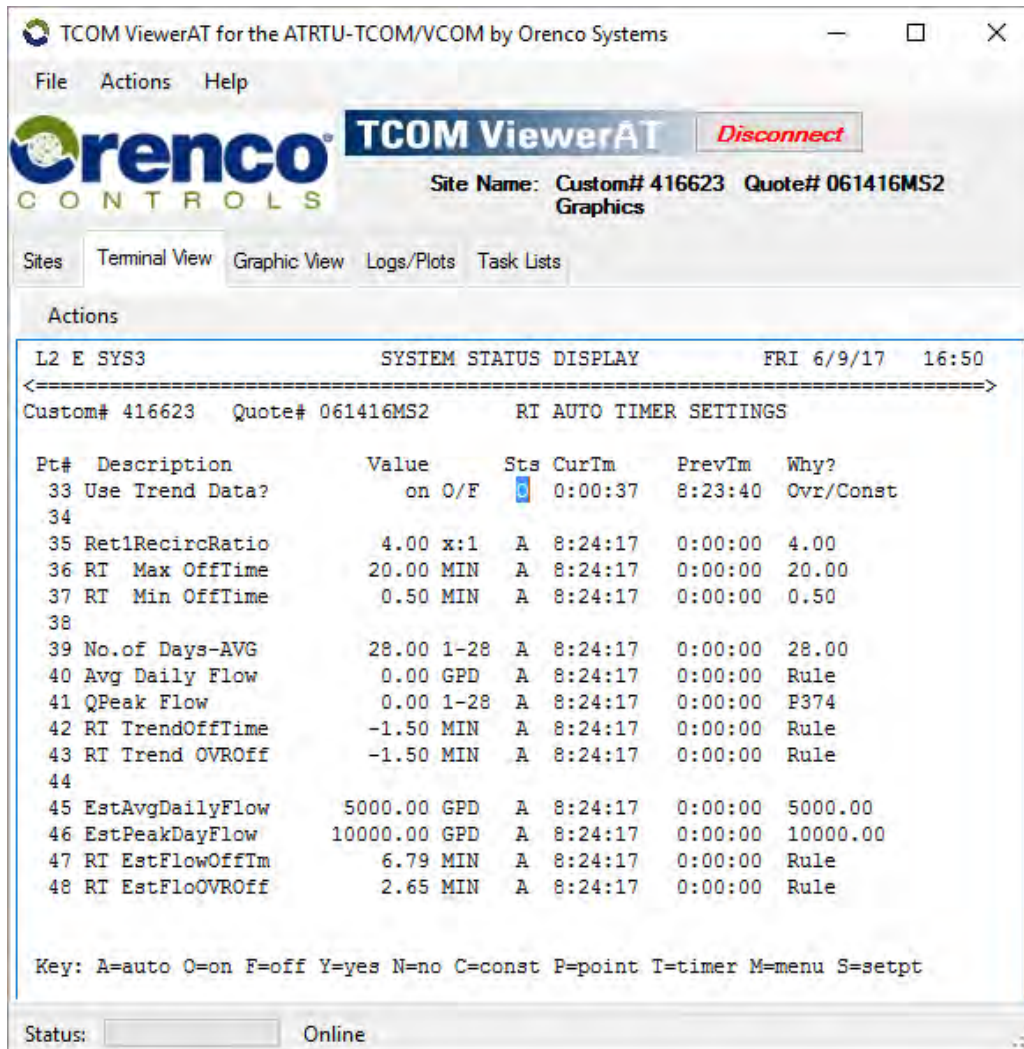 TCOM ViewerAT for the ATRTU-TCOM/VCOM by Orenco Systems
File Actions Help
Orenco®
CONTROLS
TCOM ViewerAT Disconnect
Site Name: Custom# 416623 Quote# 061416MS2
Graphics
Sites Terminal View Graphic View Logs/Plots Task Lists
Actions
L2 E SYS3 SYSTEM STATUS DISPLAY FRI 6/9/17 16:50
<=============================================================================>
Custom# 416623 Quote# 061416MS2 RT AUTO TIMER SETTINGS
Pt# Description Value Sts CurTm PrevTm Why?
33 Use Trend Data? on O/F O 0:00:37 8:23:40 Ovr/Const
34
35 Ret1RecircRatio 4.00 x:1 A 8:24:17 0:00:00 4.00
36 RT Max OffTime 20.00 MIN A 8:24:17 0:00:00 20.00
37 RT Min OffTime 0.50 MIN A 8:24:17 0:00:00 0.50
38
39 No.of Days-AVG 28.00 1-28 A 8:24:17 0:00:00 28.00
40 Avg Daily Flow 0.00 GPD A 8:24:17 0:00:00 Rule
41 QPeak Flow 0.00 1-28 A 8:24:17 0:00:00 P374
42 RT TrendOffTime -1.50 MIN A 8:24:17 0:00:00 Rule
43 RT Trend OVROff -1.50 MIN A 8:24:17 0:00:00 Rule
44
45 EstAvgDailyFlow 5000.00 GPD A 8:24:17 0:00:00 5000.00
46 EstPeakDayFlow 10000.00 GPD A 8:24:17 0:00:00 10000.00
47 RT EstFlowOffTm 6.79 MIN A 8:24:17 0:00:00 Rule
48 RT EstFloOVROff 2.65 MIN A 8:24:17 0:00:00 Rule
Key: A=auto O=on F=off Y=yes N=no C=const P=point T=timer M=menu S=setpt
Status: Online